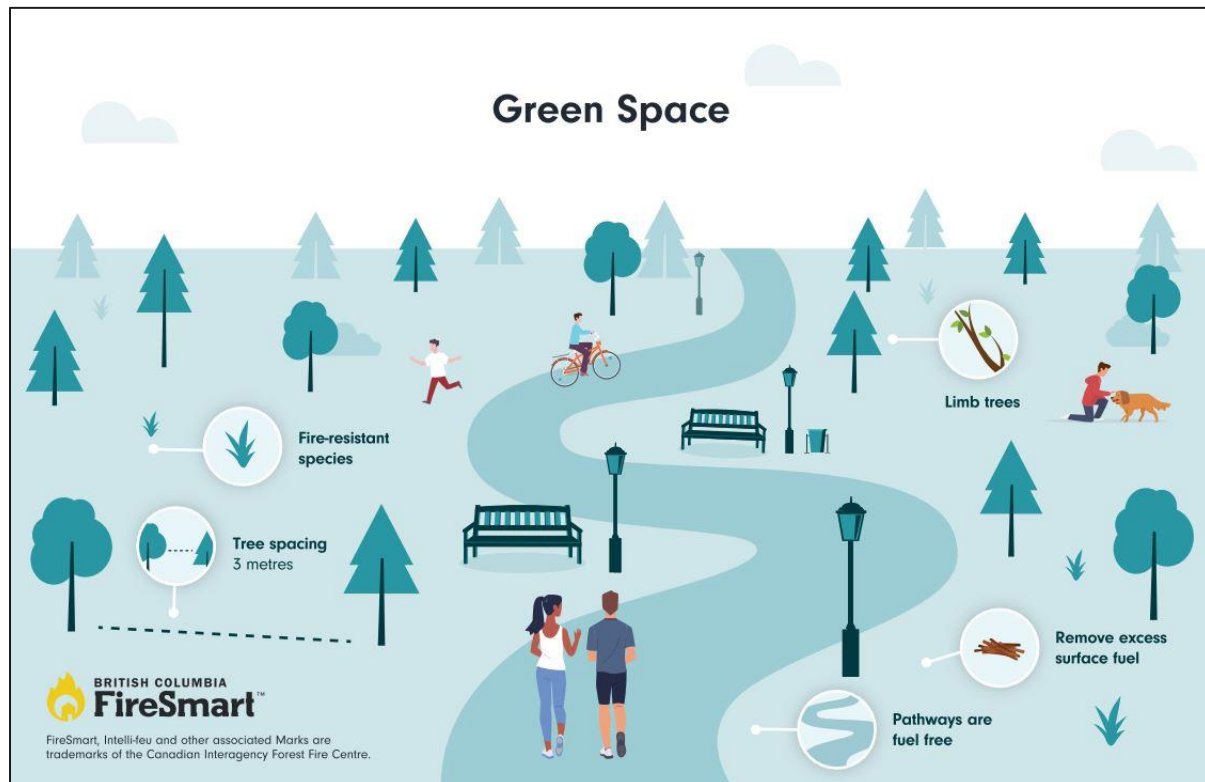 Green Space
Limb trees
Fire-resistant
species
Tree spacing
3 metres
Remove excess
surface fuel
Pathways are
fuel free
BRITISH COLUMBIA
FireSmart™
FireSmart, Intelli-feu and other associated Marks are
trademarks of the Canadian Interagency Forest Fire Centre.